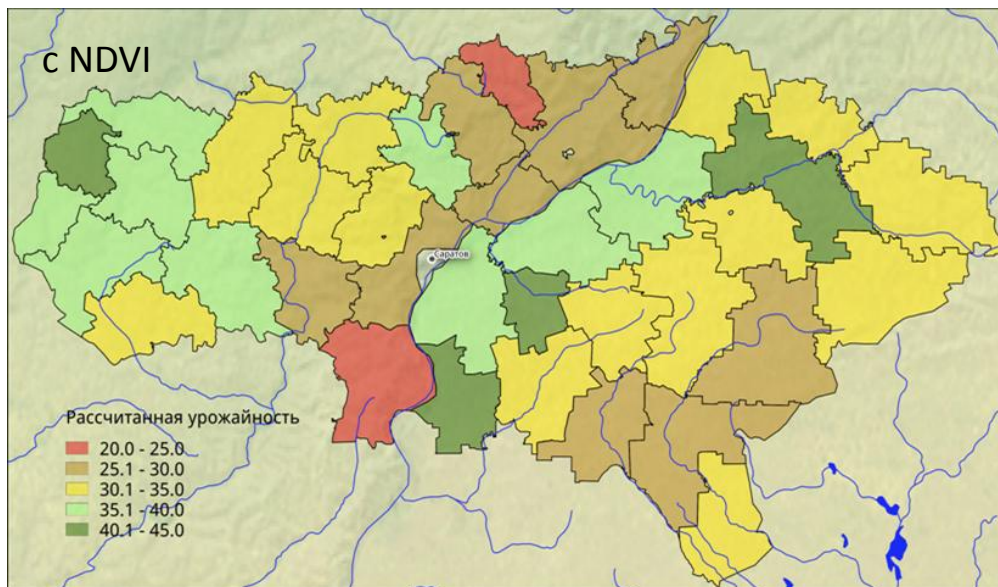 с NDVI
Саратов
Рассчитанная урожайность
20.0 - 25.0
25.1 - 30.0
30.1 - 35.0
35.1 - 40.0
40.1 - 45.0